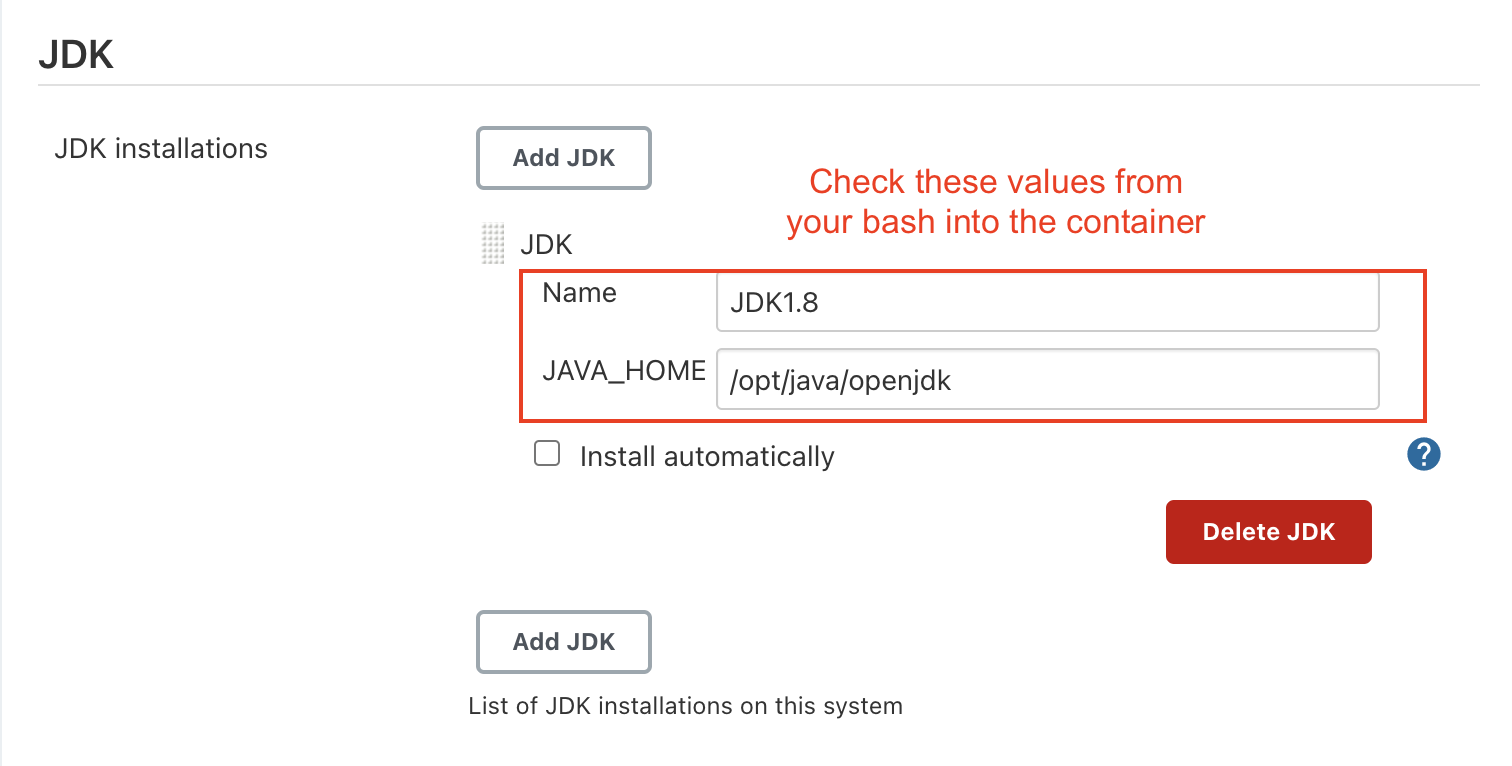 JDK
JDK installations
Add JDK
Check these values from
your bash into the container
JDK
Name
JDK1.8
JAVA_HOME
/opt/java/openjdk
Install automatically
?
Delete JDK
Add JDK
List of JDK installations on this system